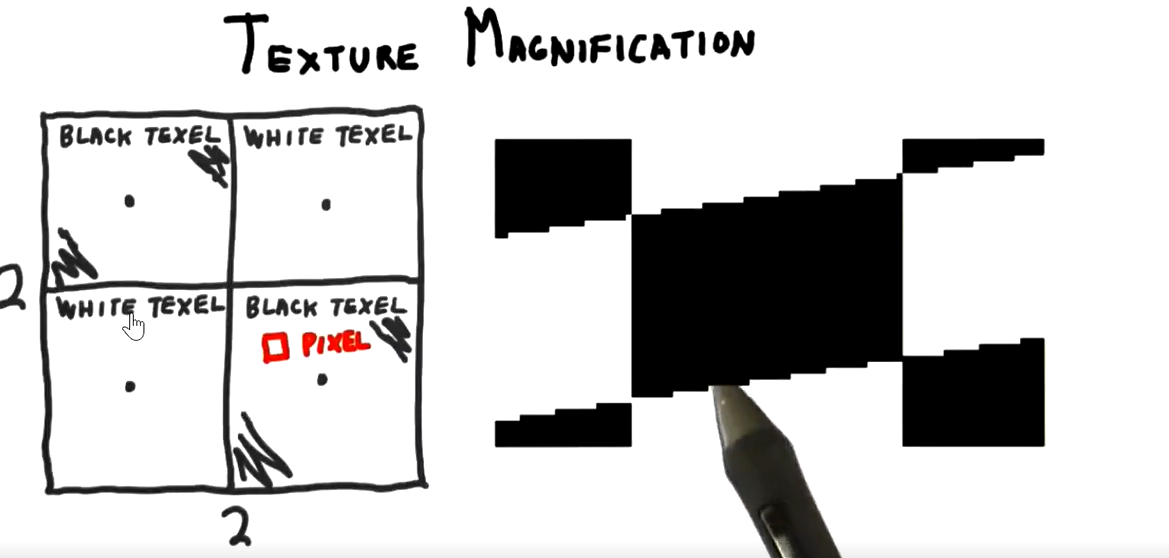 TEXTURE MAGNIFICATION
BLACK TEXEL
WHITE TEXEL
2
WHITE TEXEL
BLACK TEXEL
PIXEL
2